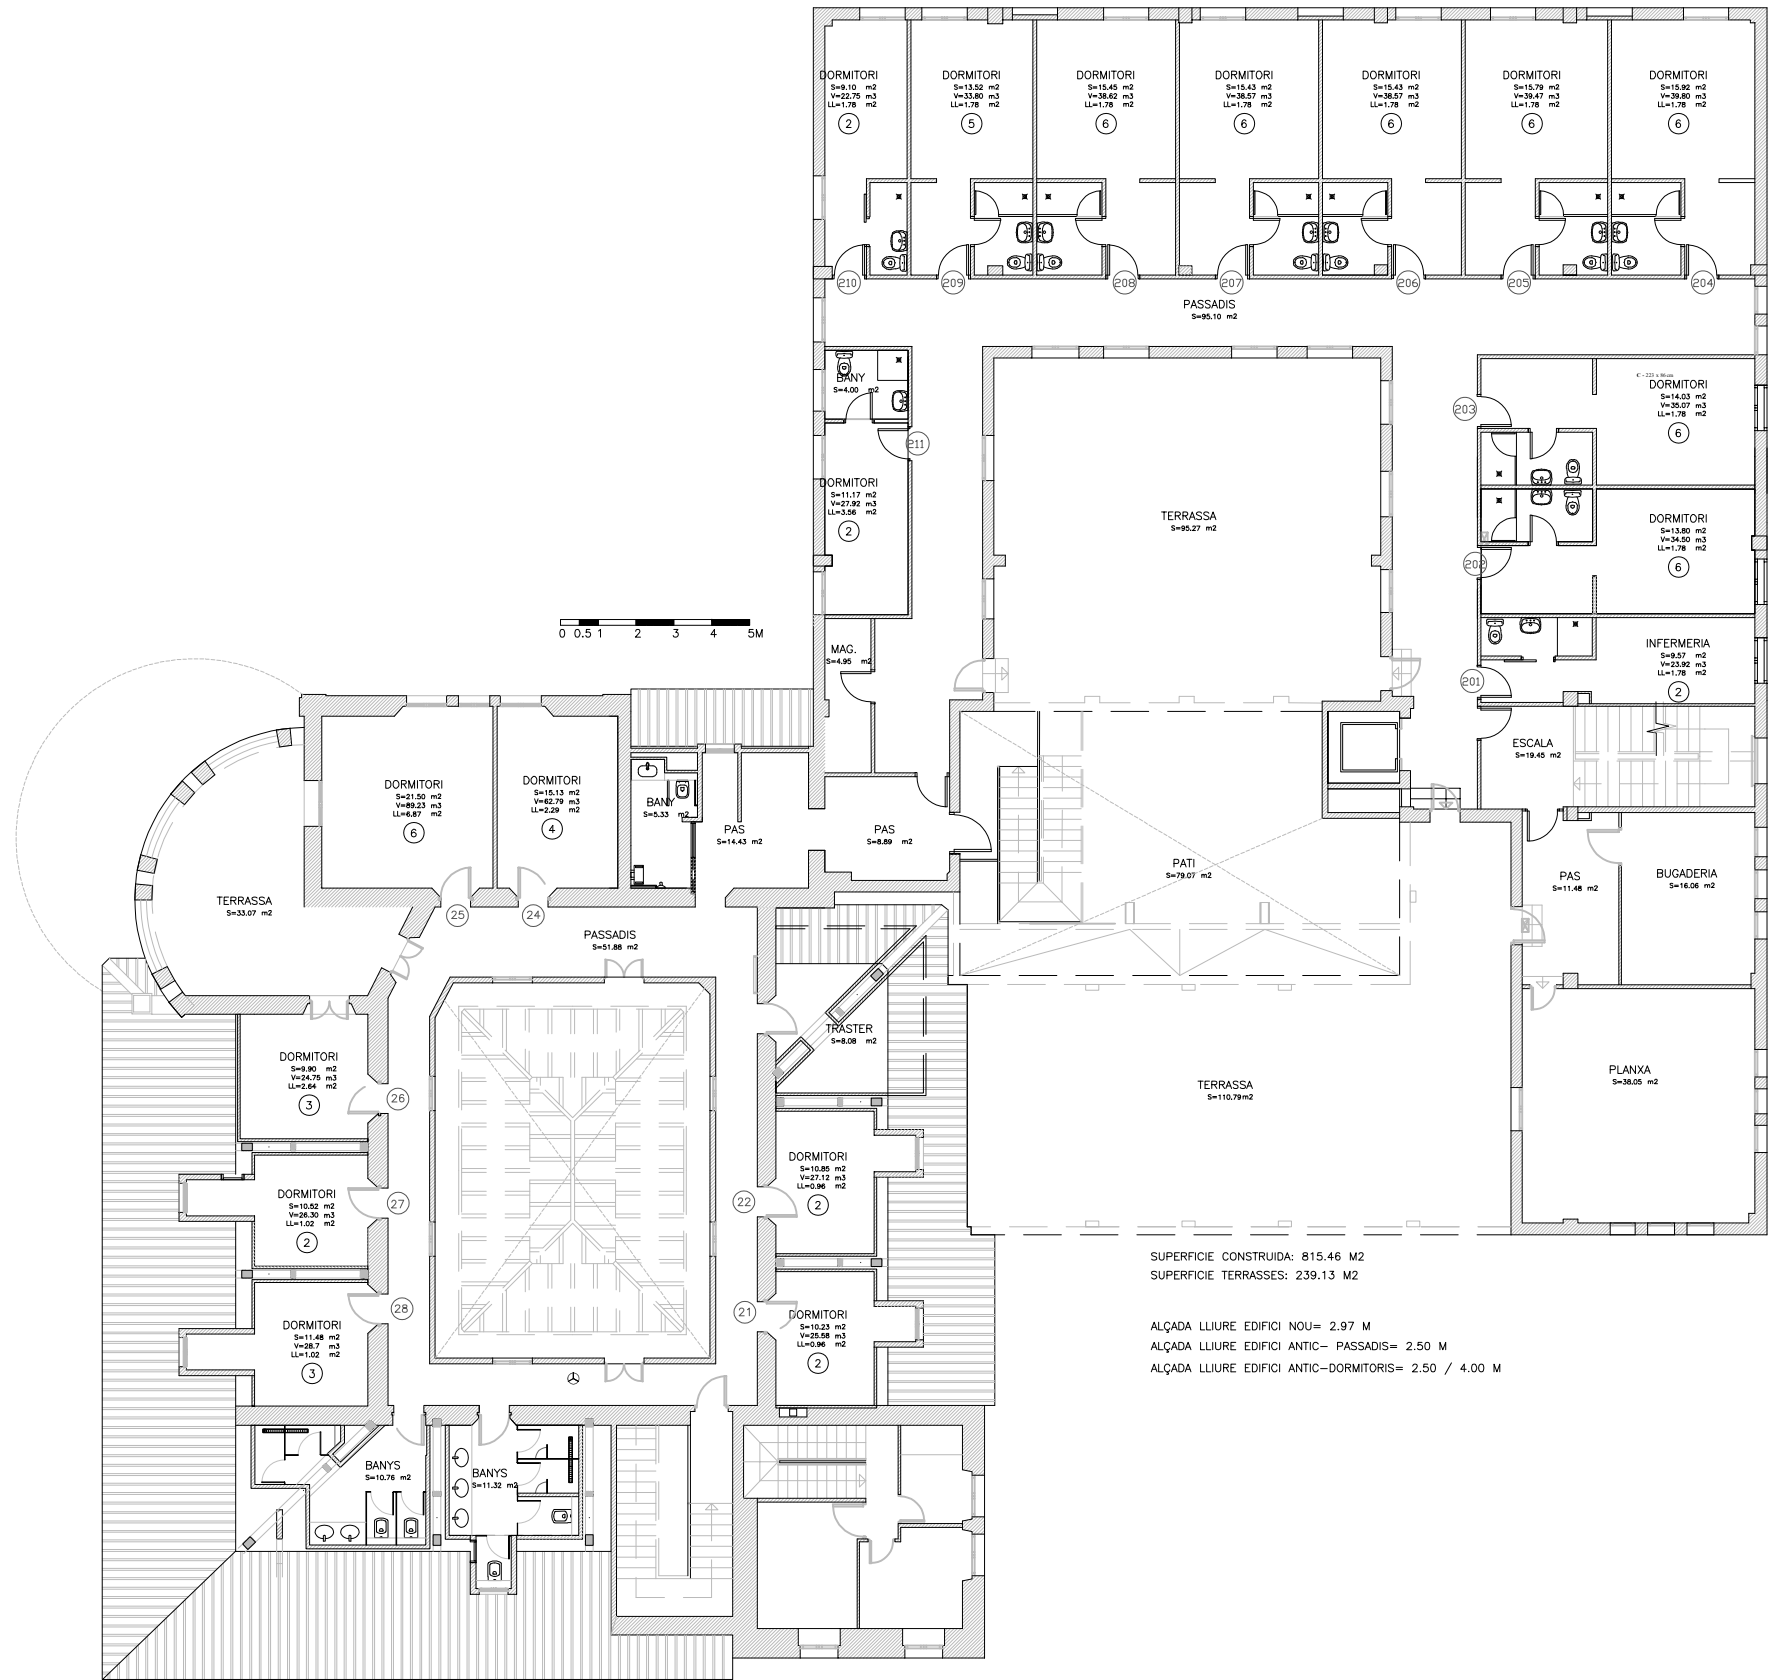 DORMITORI
S=9.10 m2
V=22.75 m3
LL=1.78 m2
2
DORMITORI
S=13.52 m2
V=33.80 m3
LL=1.78 m2
5
DORMITORI
S=15.45 m2
V=38.62 m3
LL=1.78 m2
6
DORMITORI
S=15.43 m2
V=38.57 m3
LL=1.78 m2
6
DORMITORI
S=15.43 m2
V=38.57 m3
LL=1.78 m2
6
DORMITORI
S=15.79 m2
V=39.47 m3
LL=1.78 m2
6
DORMITORI
S=15.92 m2
V=39.80 m3
LL=1.78 m2
6
210
209
208
207
206
205
204
PASSADIS
S=95.10 m2
BANY
S=4.00 m2
211
DORMITORI
S=11.17 m2
V=27.92 m3
LL=3.56 m2
2
TERRASSA
S=95.27 m2
203
C - 223 x 86cm
DORMITORI
S=14.03 m2
V=35.07 m3
LL=1.78 m2
6
202
DORMITORI
S=13.80 m2
V=34.50 m3
LL=1.78 m2
6
INFERMERIA
S=9.57 m2
V=23.92 m3
LL=1.78 m2
2
201
0 0.5 1 2 3 4 5M
MAG.
S=4.95 m2
ESCALA
S=19.45 m2
DORMITORI
S=21.50 m2
V=89.23 m3
LL=6.87 m2
6
DORMITORI
S=15.13 m2
V=62.79 m3
LL=2.29 m2
4
BANY
S=5.33 m2
PAS
S=14.43 m2
PAS
S=8.89 m2
PATI
S=79.07 m2
PAS
S=11.48 m2
BUGADERIA
S=16.06 m2
TERRASSA
S=33.07 m2
25
24
PASSADIS
S=51.88 m2
TRASTER
S=8.08 m2
TERRASSA
S=110.79m2
PLANXA
S=38.05 m2
DORMITORI
S=9.90 m2
V=24.75 m3
LL=2.64 m2
3
26
DORMITORI
S=10.52 m2
V=26.30 m3
LL=1.02 m2
2
27
DORMITORI
S=10.85 m2
V=27.12 m3
LL=0.96 m2
2
22
DORMITORI
S=11.48 m2
V=28.7 m3
LL=1.02 m2
3
28
21
DORMITORI
S=10.23 m2
V=25.58 m3
LL=0.96 m2
2
SUPERFICIE CONSTRUIDA: 815.46 M2
SUPERFICIE TERRASSES: 239.13 M2
ALÇADA LLIURE EDIFICI NOU= 2.97 M
ALÇADA LLIURE EDIFICI ANTIC- PASSADIS= 2.50 M
ALÇADA LLIURE EDIFICI ANTIC-DORMITORIS= 2.50 / 4.00 M
BANYS
S=10.76 m2
BANYS
S=11.32 m2